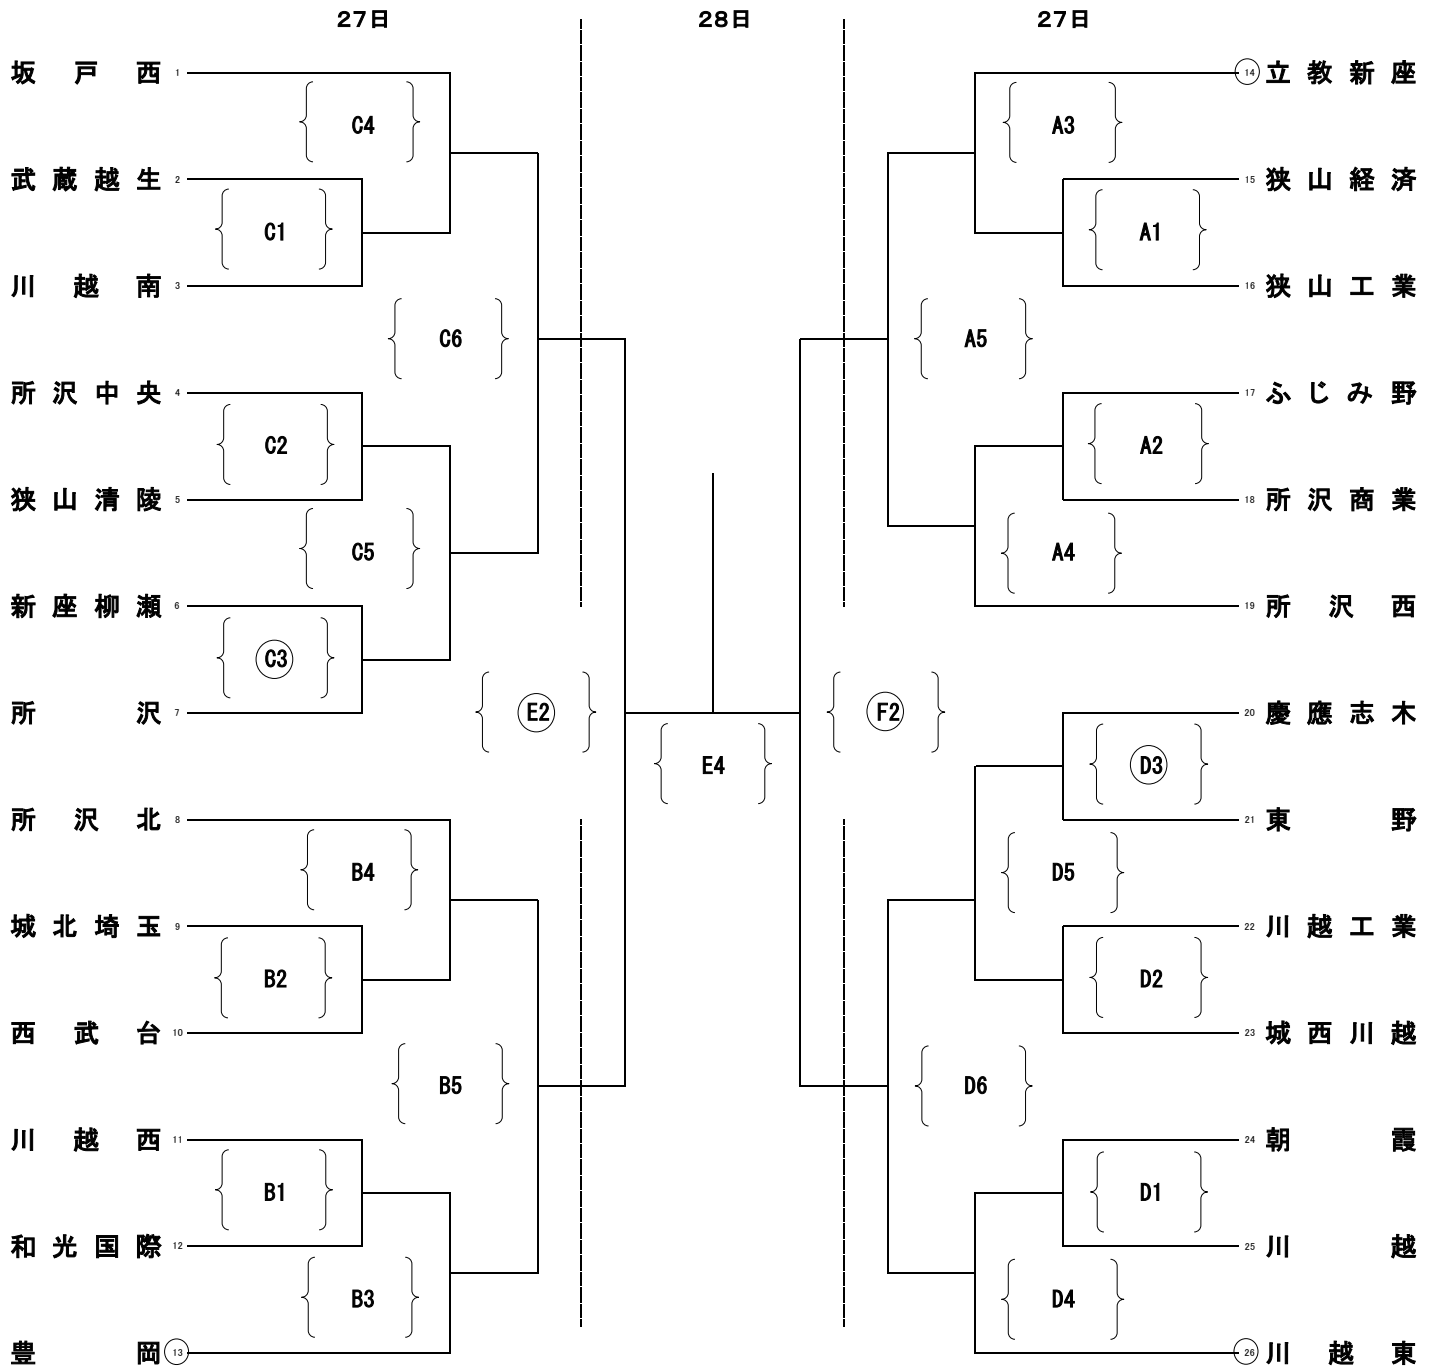 27日 28日 27日
坂戸西 1 14 立教新座
C4 A3
武蔵越生 2 15 狭山経済
C1 A1
川越南 3 16 狭山工業
C6 A5
所沢中央 4 17 ふじみ野
C2 A2
狭山清陵 5 18 所沢商業
C5 A4
新座柳瀬 6 19 所沢西
C3
所沢 7 E2 F2 20 慶應志木
E4 D3
所沢北 8 21 東野
B4 D5
城北埼玉 9 22 川越工業
B2 D2
西武台 10 23 城西川越
B5 D6
川越西 11 24 朝霞
B1 D1
和光国際 12 25 川越
B3 D4
豊岡 13 26 川越東